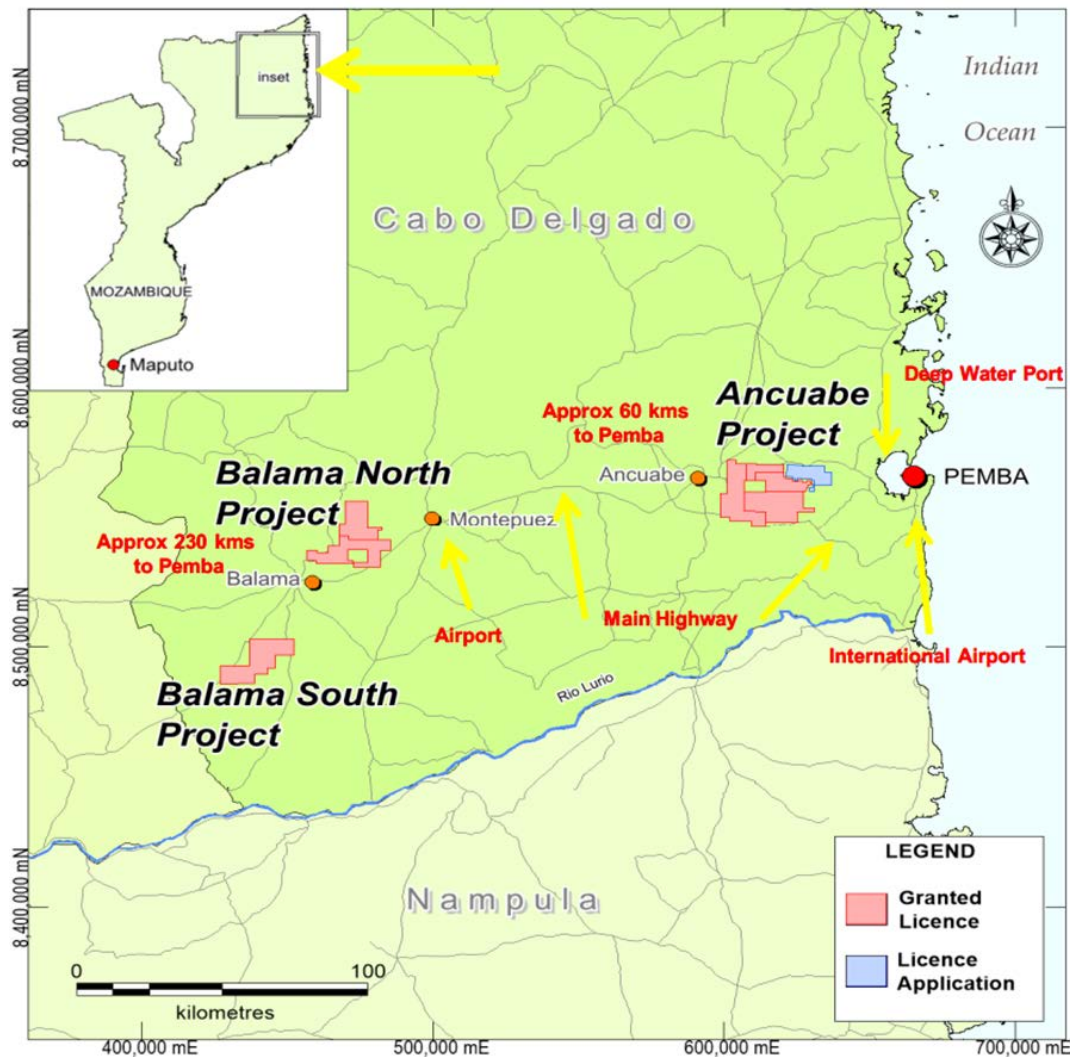 inset
MOZAMBIQUE
Maputo
Indian
Ocean
Cabo Delgado
Deep Water Port
Ancuabe
Project
Approx 60 kms
to Pemba
Ancuabe
PEMBA
Balama North
Project
Montepuez
Approx 230 kms
to Pemba
Balama
Airport
Main Highway
International Airport
Balama South
Project
Rio Lurio
Nampula
LEGEND
Granted
Licence
Licence
Application
0
100
kilometres
8,700,000 mN
8,600,000 mN
8,500,000 mN
8,400,000 mN
400,000 mE
500,000 mE
600,000 mE
700,000 mE